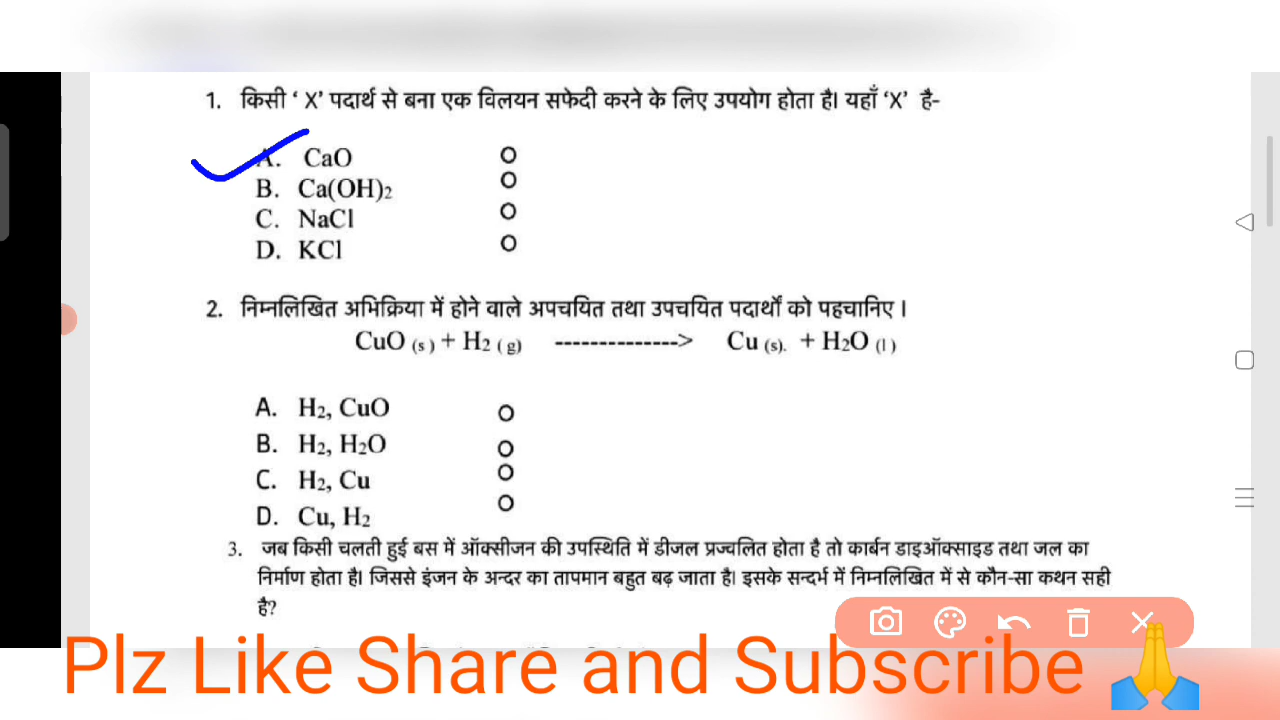 1. किसी ‘ X’ पदार्थ से बना एक विलयन सफेदी करने के लिए उपयोग होता है। यहाँ ‘X’ है-
A. CaO
B. Ca(OH)2
C. NaCl
D. KCl
2. निम्नलिखित अभिक्रिया में होने वाले अपचयित तथा उपचयित पदार्थों को पहचानिए ।
CuO (s ) + H2 ( g) --------------> Cu (s). + H2O (l )
A. H2, CuO
B. H2, H2O
C. H2, Cu
D. Cu, H2
3. जब किसी चलती हुई बस में ऑक्सीजन की उपस्थिति में डीजल प्रज्वलित होता है तो कार्बन डाइऑक्साइड तथा जल का
निर्माण होता है। जिससे इंजन के अन्दर का तापमान बहुत बढ़ जाता है। इसके सन्दर्भ में निम्नलिखित में से कौन-सा कथन सही
है?
Plz Like Share and Subscribe 🙏